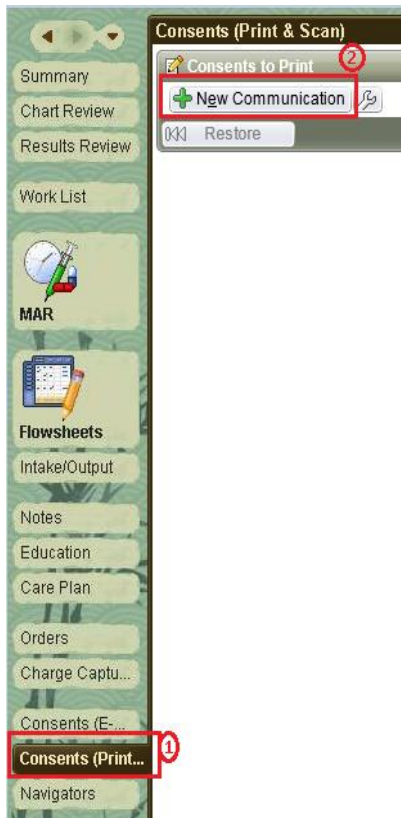 Consents (Print & Scan)
Consents to Print
2
New Communication
Restore
Summary
Chart Review
Results Review
Work List
MAR
Flowsheets
Intake/Output
Notes
Education
Care Plan
Orders
Charge Captu...
Consents (E-...
Consents (Print...
1
Navigators